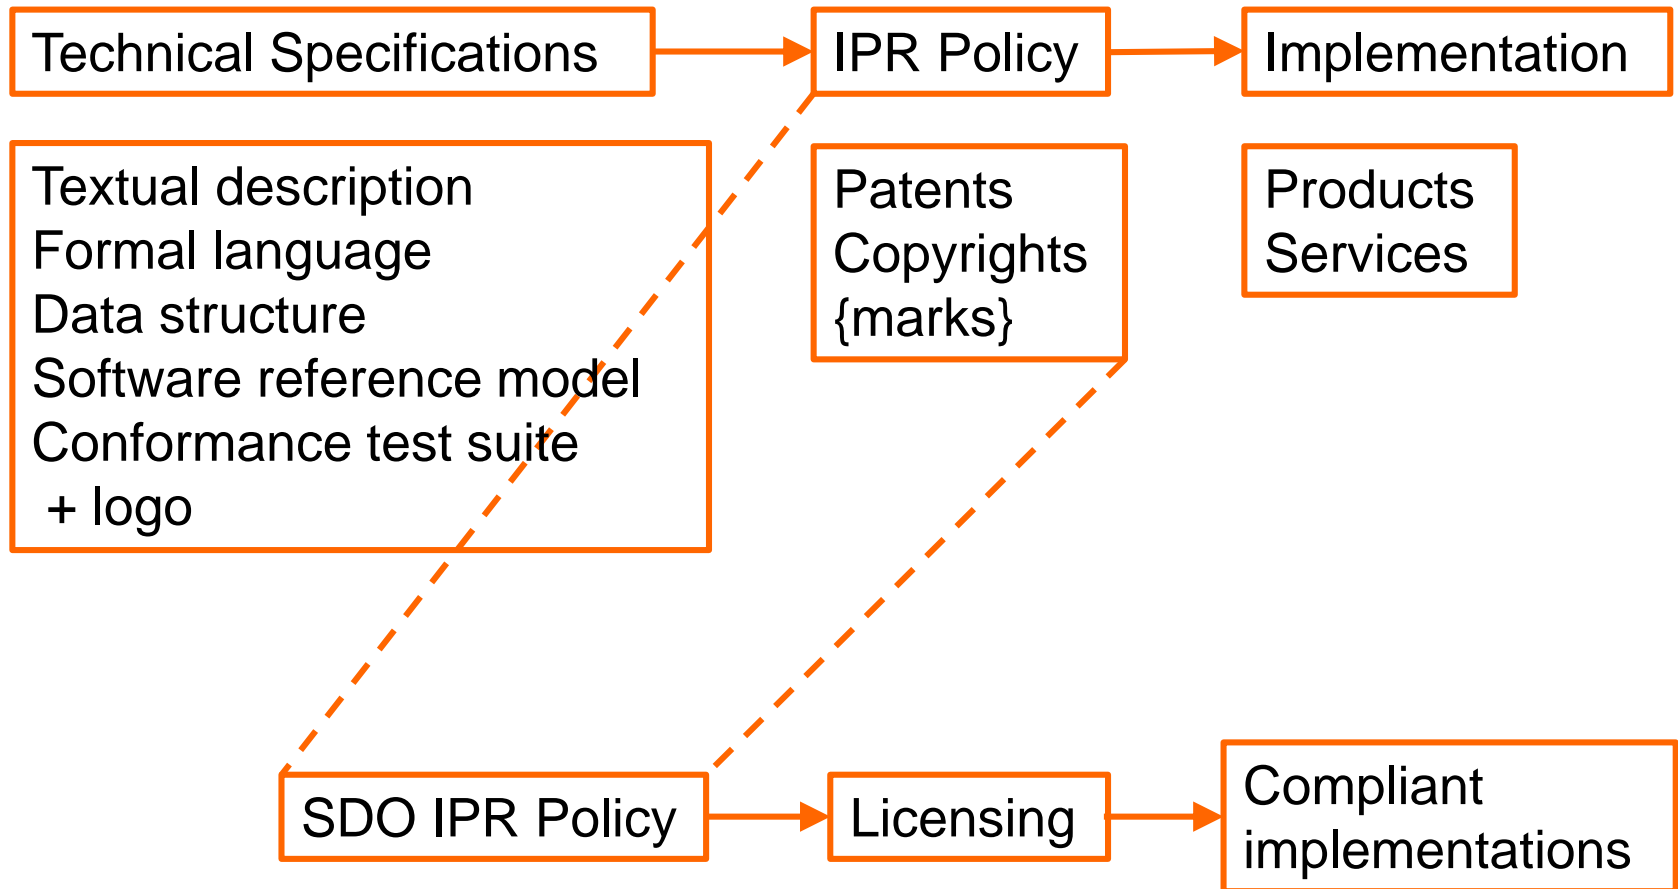 Technical Specifications
IPR Policy
Implementation
Textual description
Formal language
Data structure
Software reference model
Conformance test suite
+ logo
Patents
Copyrights
{marks}
Products
Services
SDO IPR Policy
Licensing
Compliant
implementations